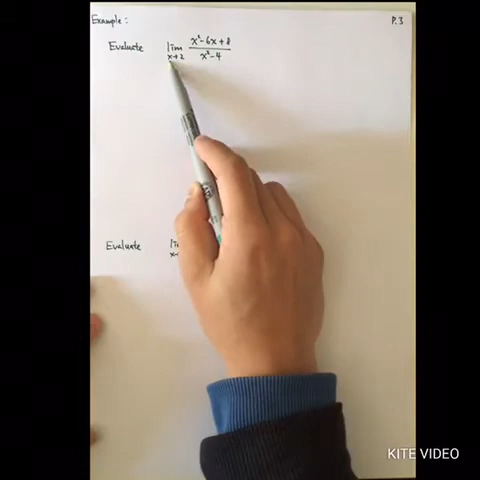 Example : P.3
Evaluate lim x→2 x²-6x+8 / x²-4
Evaluate
KITE VIDEO